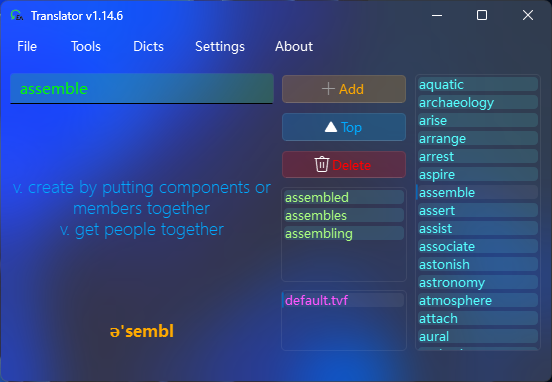 Translator v1.14.6
File Tools Dicts Settings About
assemble
v. create by putting components or
members together
v. get people together
ə'sembl
Add
Top
Delete
assembled
assembles
assembling
default.tvf
aquatic
archaeology
arise
arrange
arrest
aspire
assemble
assert
assist
associate
astonish
astronomy
atmosphere
attach
aural